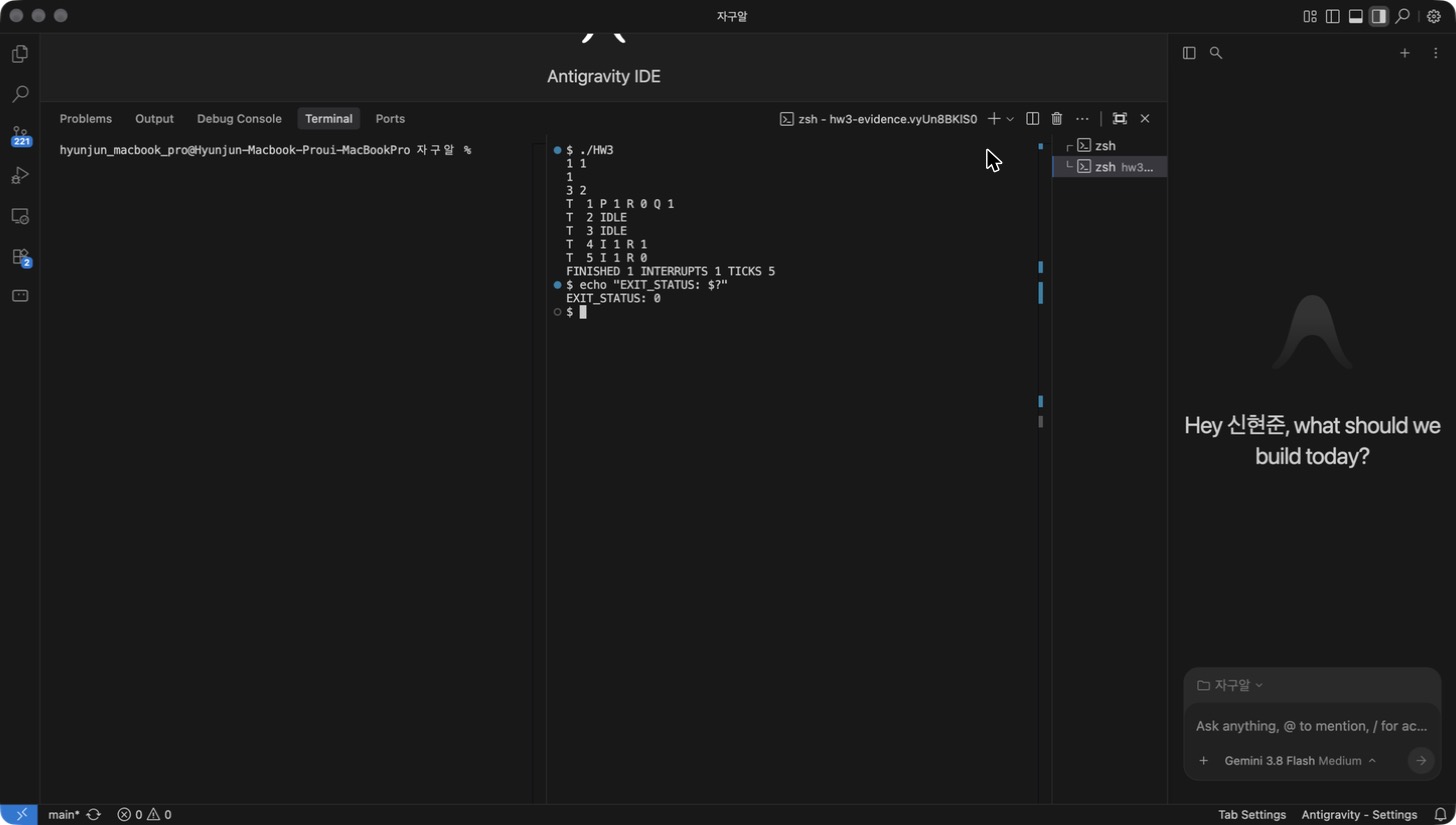 자구알
Antigravity IDE
Problems Output Debug Console Terminal Ports
zsh - hw3-evidence.vyUn8BKlS0
221
2
hyunjun_macbook_pro@Hyunjun-Macbook-Proui-MacBookPro 자구알 %
$ ./HW3
1 1
1
3 2
T  1 P 1 R 0 Q 1
T  2 IDLE
T  3 IDLE
T  4 I 1 R 1
T  5 I 1 R 0
FINISHED 1 INTERRUPTS 1 TICKS 5
$ echo "EXIT_STATUS: $?"
EXIT_STATUS: 0
$
zsh
zsh hw3...
Hey 신현준, what should we
build today?
자구알
Ask anything, @ to mention, / for ac...
Gemini 3.8 Flash Medium
main* 0 0
Tab Settings Antigravity - Settings